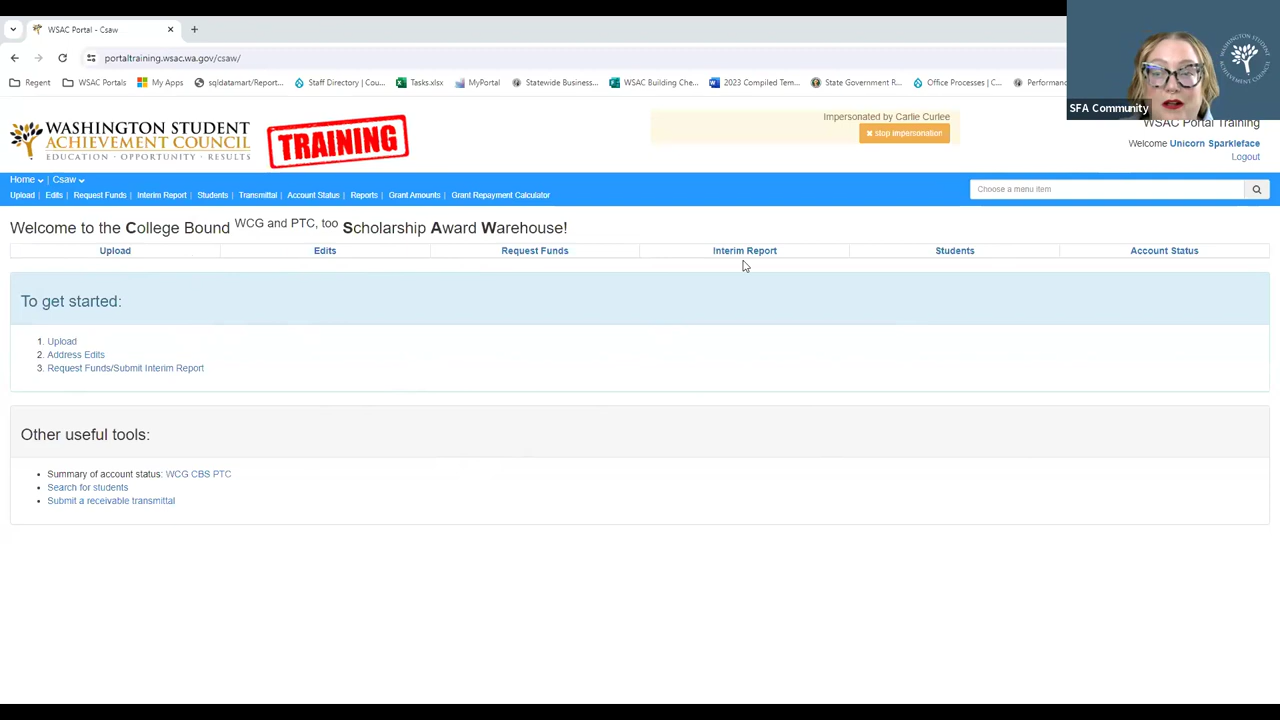 WSAC Portal - Csaw
portaltraining.wsac.wa.gov/csaw/
Regent WSAC Portals My Apps sqldatamart/Report... Staff Directory | Cou... Tasks.xlsx MyPortal Statewide Business... WSAC Building Che... 2023 Compiled Tem... State Government R... Office Processes | C... Performanc
SFA Community
WASHINGTON STUDENT
ACHIEVEMENT COUNCIL
EDUCATION · OPPORTUNITY · RESULTS
TRAINING
Impersonated by Carlie Curlee
stop impersonation
WSAC Portal Training
Welcome Unicorn Sparkleface
Logout
Home | Csaw
Upload | Edits | Request Funds | Interim Report | Students | Transmittal | Account Status | Reports | Grant Amounts | Grant Repayment Calculator
Choose a menu item
Welcome to the College Bound WCG and PTC, too Scholarship Award Warehouse!
Upload Edits Request Funds Interim Report Students Account Status
To get started:
1. Upload
2. Address Edits
3. Request Funds/Submit Interim Report
Other useful tools:
• Summary of account status: WCG CBS PTC
• Search for students
• Submit a receivable transmittal